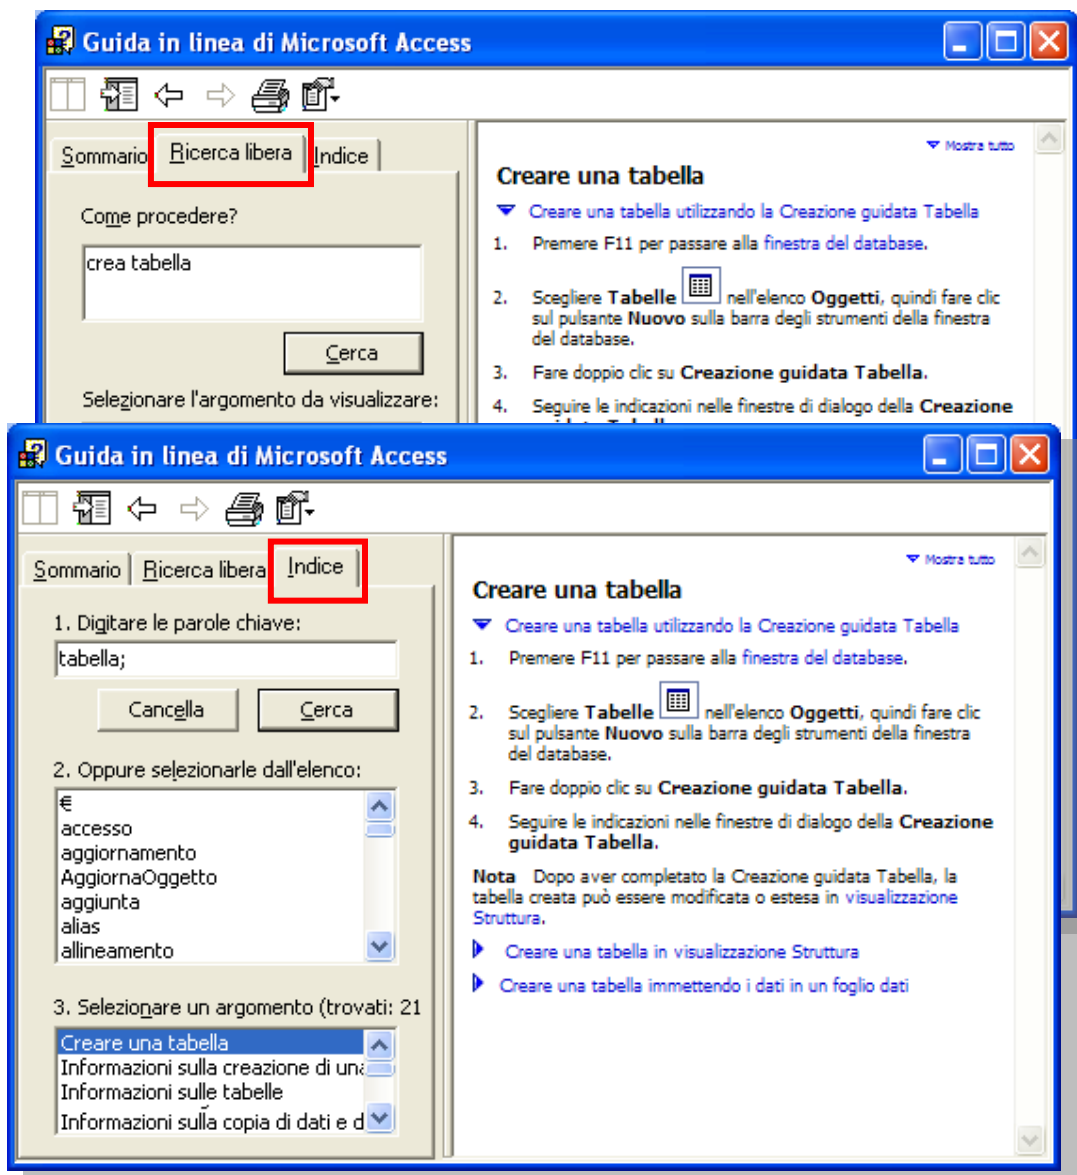 Guida in linea di Microsoft Access
Sommario
Ricerca libera
Indice
Come procedere?
crea tabella
Cerca
Selezionare l'argomento da visualizzare:
Mostra tutto
Creare una tabella
Creare una tabella utilizzando la Creazione guidata Tabella
1. Premere F11 per passare alla finestra del database.
2. Scegliere Tabelle nell'elenco Oggetti, quindi fare clic
sul pulsante Nuovo sulla barra degli strumenti della finestra
del database.
3. Fare doppio clic su Creazione guidata Tabella.
4. Seguire le indicazioni nelle finestre di dialogo della Creazione
Guida in linea di Microsoft Access
Sommario
Ricerca libera
Indice
1. Digitare le parole chiave:
tabella;
Cancella
Cerca
2. Oppure selezionarle dall'elenco:
€
accesso
aggiornamento
AggiornaOggetto
aggiunta
alias
allineamento
3. Selezionare un argomento (trovati: 21
Creare una tabella
Informazioni sulla creazione di una
Informazioni sulle tabelle
Informazioni sulla copia di dati e d
Mostra tutto
Creare una tabella
Creare una tabella utilizzando la Creazione guidata Tabella
1. Premere F11 per passare alla finestra del database.
2. Scegliere Tabelle nell'elenco Oggetti, quindi fare clic
sul pulsante Nuovo sulla barra degli strumenti della finestra
del database.
3. Fare doppio clic su Creazione guidata Tabella.
4. Seguire le indicazioni nelle finestre di dialogo della Creazione
guidata Tabella.
Nota Dopo aver completato la Creazione guidata Tabella, la
tabella creata può essere modificata o estesa in visualizzazione
Struttura.
Creare una tabella in visualizzazione Struttura
Creare una tabella immettendo i dati in un foglio dati